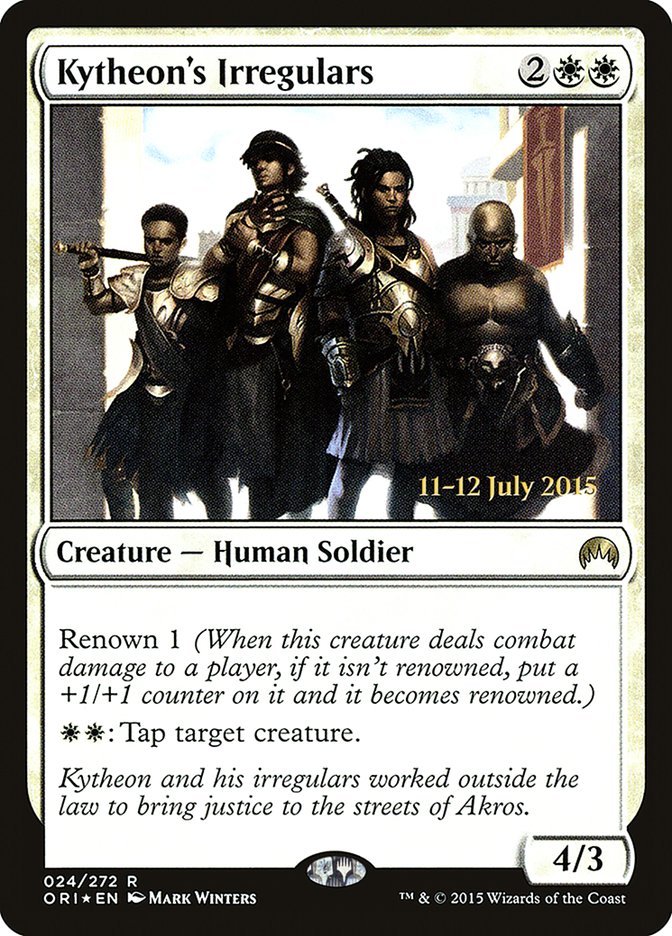 Kytheon's Irregulars 2
11–12 July 2015
Creature — Human Soldier
Renown 1 (When this creature deals combat
damage to a player, if it isn't renowned, put a
+1/+1 counter on it and it becomes renowned.)
: Tap target creature.
Kytheon and his irregulars worked outside the
law to bring justice to the streets of Akros.
4/3
024/272 R
ORI★EN Mark Winters
™ & © 2015 Wizards of the Coast